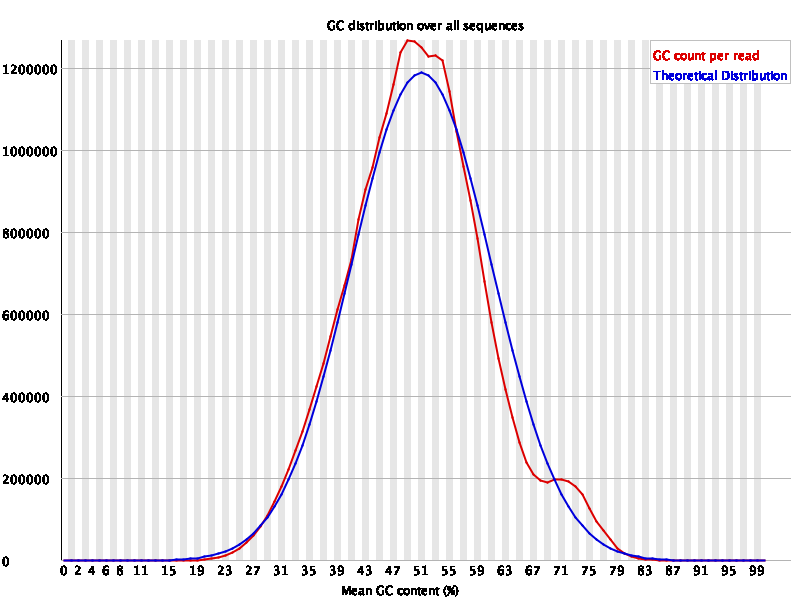 GC distribution over all sequences
GC count per read
Theoretical Distribution
1200000
1000000
800000
600000
400000
200000
0
0 2 4 6 8 11 15 19 23 27 31 35 39 43 47 51 55 59 63 67 71 75 79 83 87 91 95 99
Mean GC content (%)